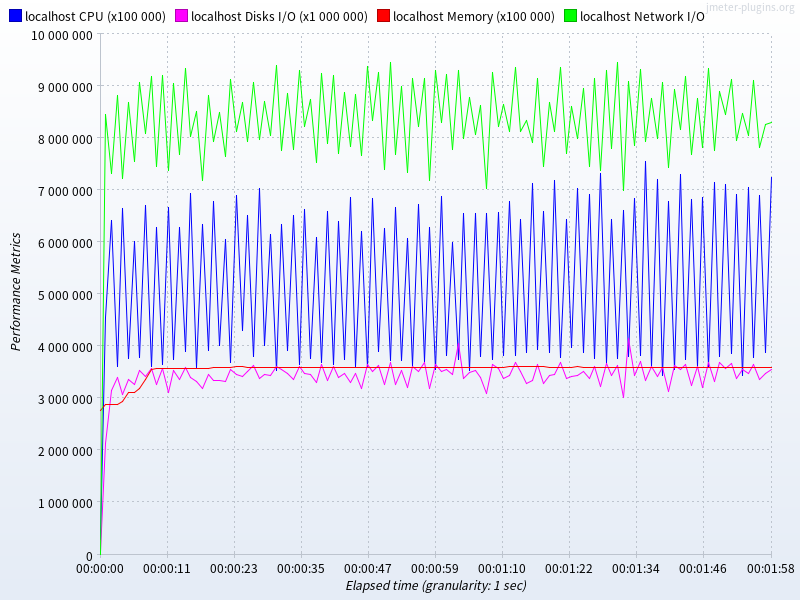 jmeter-plugins.org
localhost CPU (x100 000) localhost Disks I/O (x1 000 000) localhost Memory (x100 000) localhost Network I/O
10 000 000
9 000 000
8 000 000
7 000 000
6 000 000
5 000 000
4 000 000
3 000 000
2 000 000
1 000 000
0
Performance Metrics
00:00:00 00:00:11 00:00:23 00:00:35 00:00:47 00:00:59 00:01:10 00:01:22 00:01:34 00:01:46 00:01:58
Elapsed time (granularity: 1 sec)